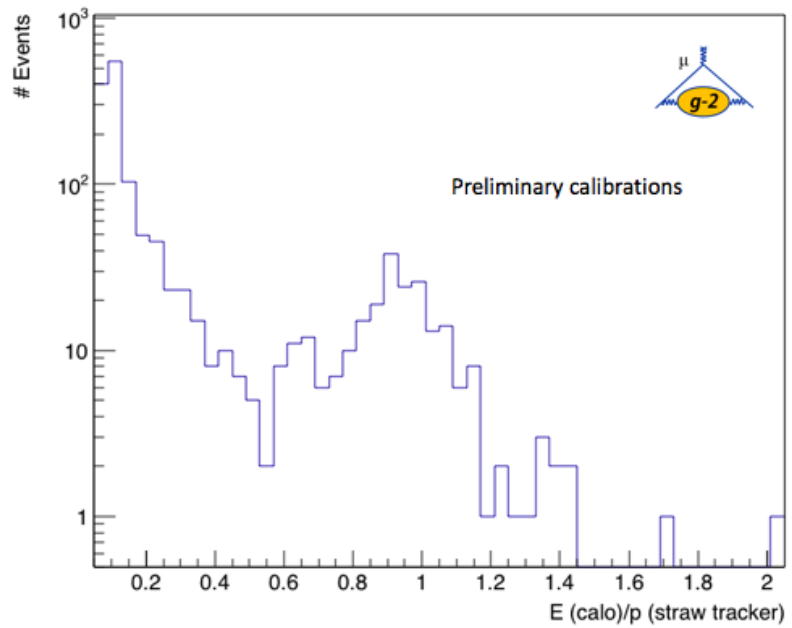 # Events
10³
10²
10
1
μ
g-2
Preliminary calibrations
0.2 0.4 0.6 0.8 1 1.2 1.4 1.6 1.8 2
E (calo)/p (straw tracker)